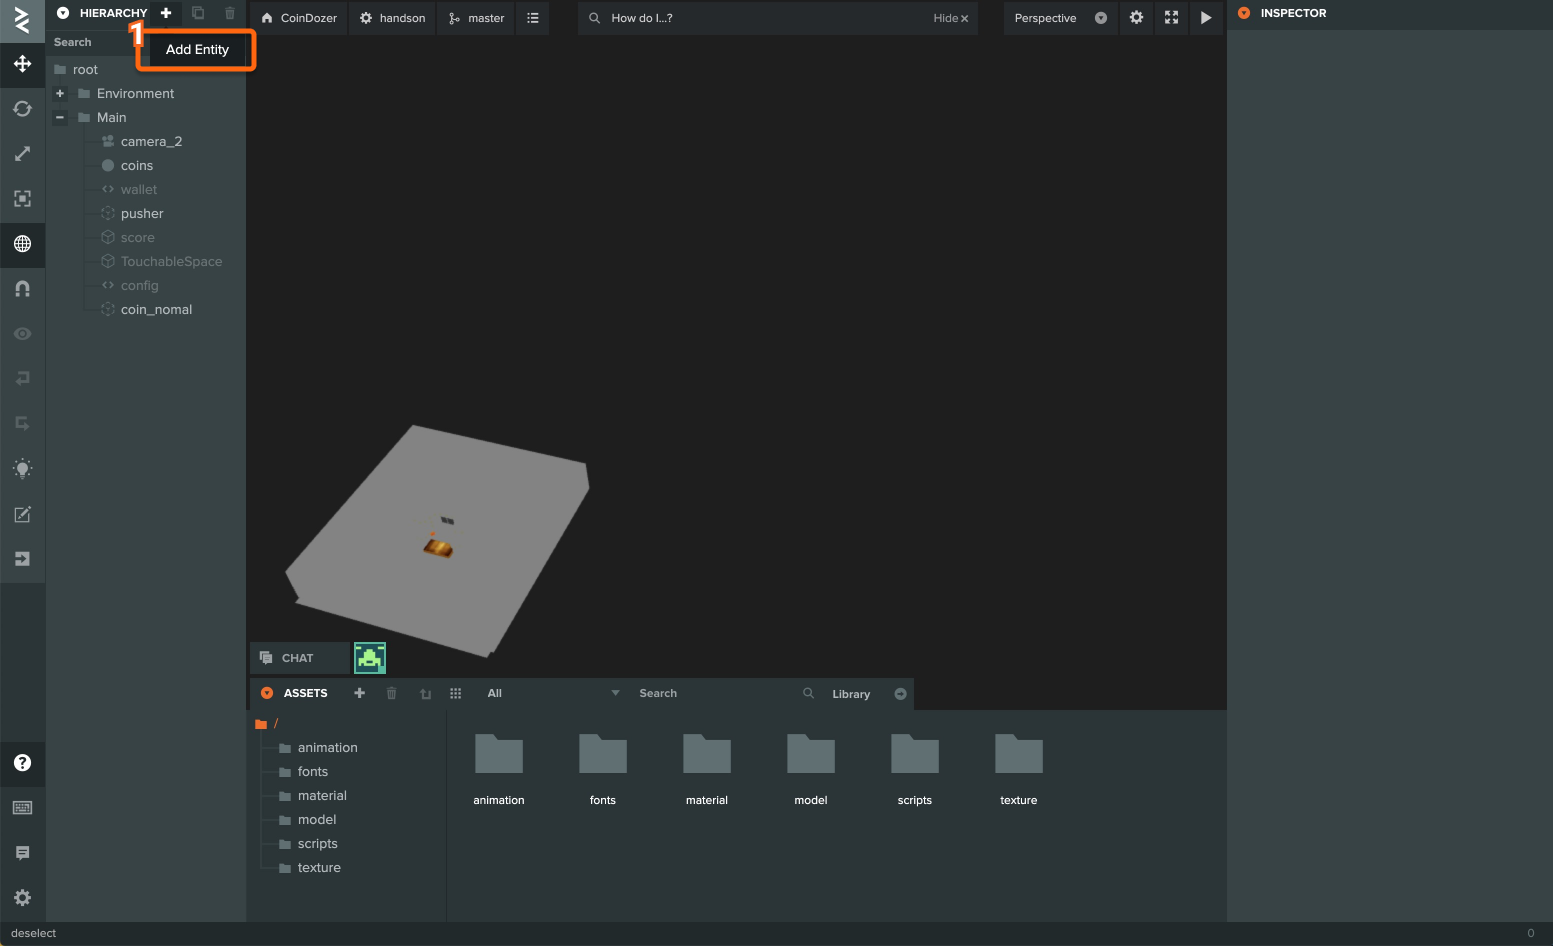 HIERARCHY
CoinDozer
handson
master
How do I...?
Hide ×
Perspective
INSPECTOR
1
Search
Add Entity
root
Environment
Main
camera_2
coins
wallet
pusher
score
TouchableSpace
config
coin_nomal
CHAT
ASSETS
All
Search
Library
/
animation
fonts
material
model
scripts
texture
animation
fonts
material
model
scripts
texture
deselect
0